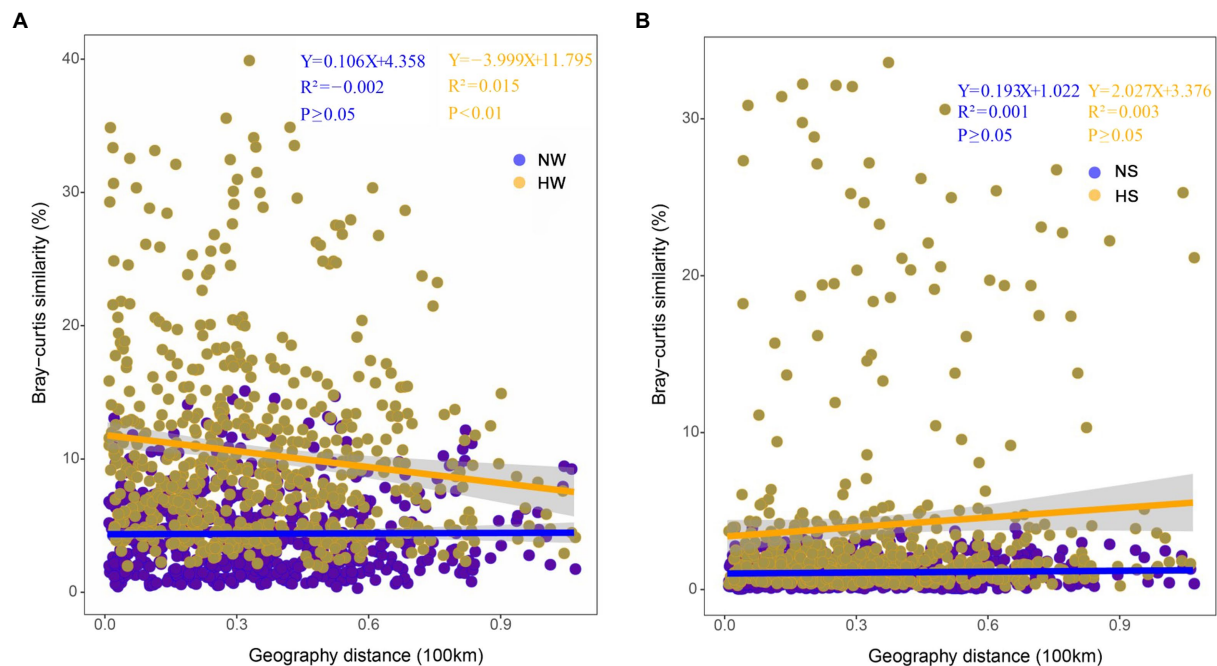 A
Bray−curtis similarity (%)
40
30
20
10
0
Y=0.106X+4.358 Y=−3.999X+11.795
R²=−0.002 R²=0.015
P≥0.05 P<0.01
NW
HW
0.0 0.3 0.6 0.9
Geography distance (100km)
B
Bray−curtis similarity (%)
30
20
10
0
Y=0.193X+1.022 Y=2.027X+3.376
R²=0.001 R²=0.003
P≥0.05 P≥0.05
NS
HS
0.0 0.3 0.6 0.9
Geography distance (100km)